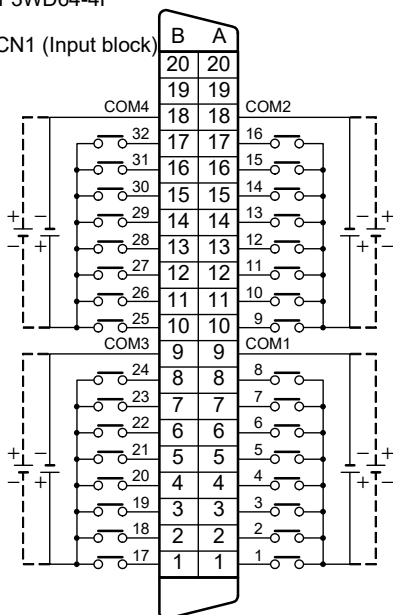 CN1 (Input block)
B A
20 20
19 19
COM4 18 18 COM2
32 17 17 16
31 16 16 15
30 15 15 14
+ − 29 14 14 13 − +
− + 28 13 13 12 + −
27 12 12 11
26 11 11 10
25 10 10 9
COM3 9 9 COM1
24 8 8 8
23 7 7 7
22 6 6 6
+ − 21 5 5 5 − +
− + 20 4 4 4 + −
19 3 3 3
18 2 2 2
17 1 1 1